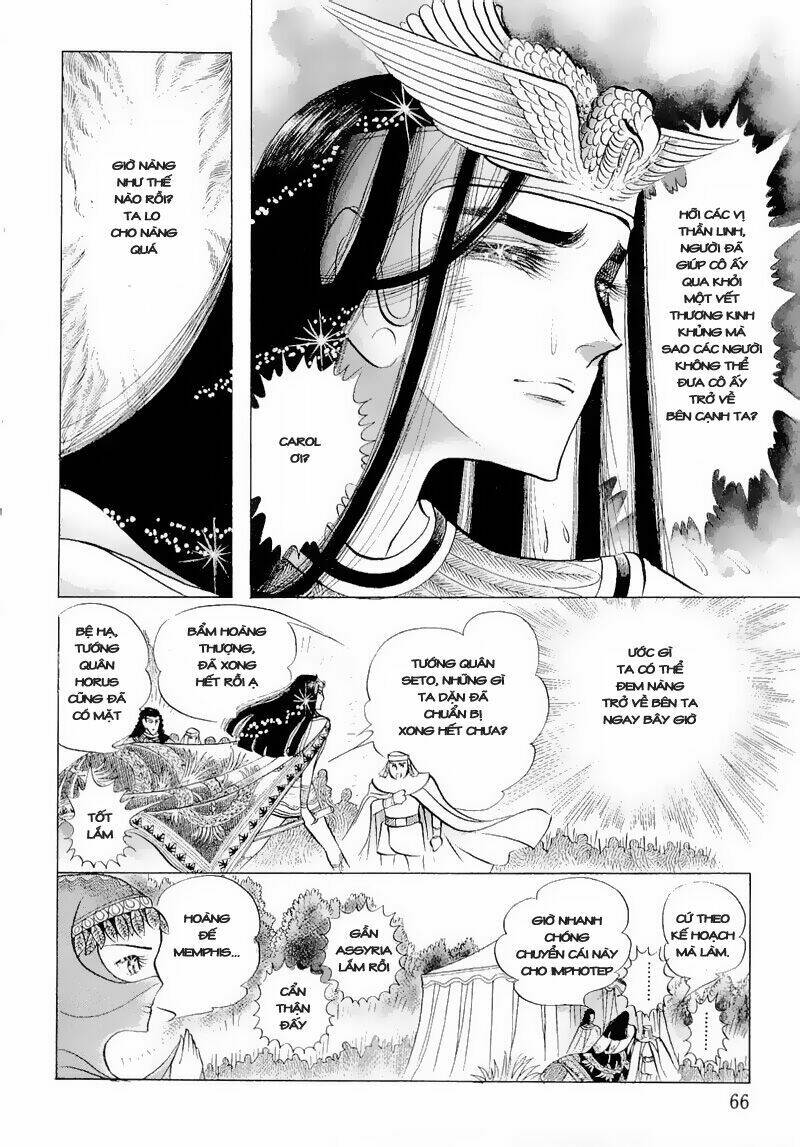 HỠI CÁC VỊ
THẦN LINH,
NGƯỜI ĐÃ
GIÚP CÔ ẤY
QUA KHỎI
MỘT VẾT
THƯƠNG KINH
KHỦNG MÀ
SAO CÁC NGƯỜI
KHÔNG THỂ
ĐƯA CÔ ẤY
TRỞ VỀ
BÊN CẠNH TA?
CAROL
ƠI?
GIỜ NÀNG
NHƯ THẾ
NÀO RỒI?
TA LO
CHO NÀNG
QUÁ
ƯỚC GÌ
TA CÓ THỂ
ĐEM NÀNG
TRỞ VỀ BÊN TA
NGAY BÂY GIỜ
TƯỚNG QUÂN
SETO, NHỮNG GÌ
TA DẶN ĐÃ
CHUẨN BỊ
XONG HẾT CHƯA?
BẨM HOÀNG
THƯỢNG,
ĐÃ XONG
HẾT RỒI Ạ
BỆ HẠ,
TƯỚNG
QUÂN
HORUS
CŨNG ĐÃ
CÓ MẶT
TỐT
LẮM
CỨ THEO
KẾ HOẠCH
MÀ LÀM.
GIỜ NHANH
CHÓNG
CHUYỂN CÁI NÀY
CHO IMPHOTEP
GẦN
ASSYRIA
LẮM RỒI
CẨN
THẬN
ĐẤY
HOÀNG
ĐẾ
MEMPHIS...
66